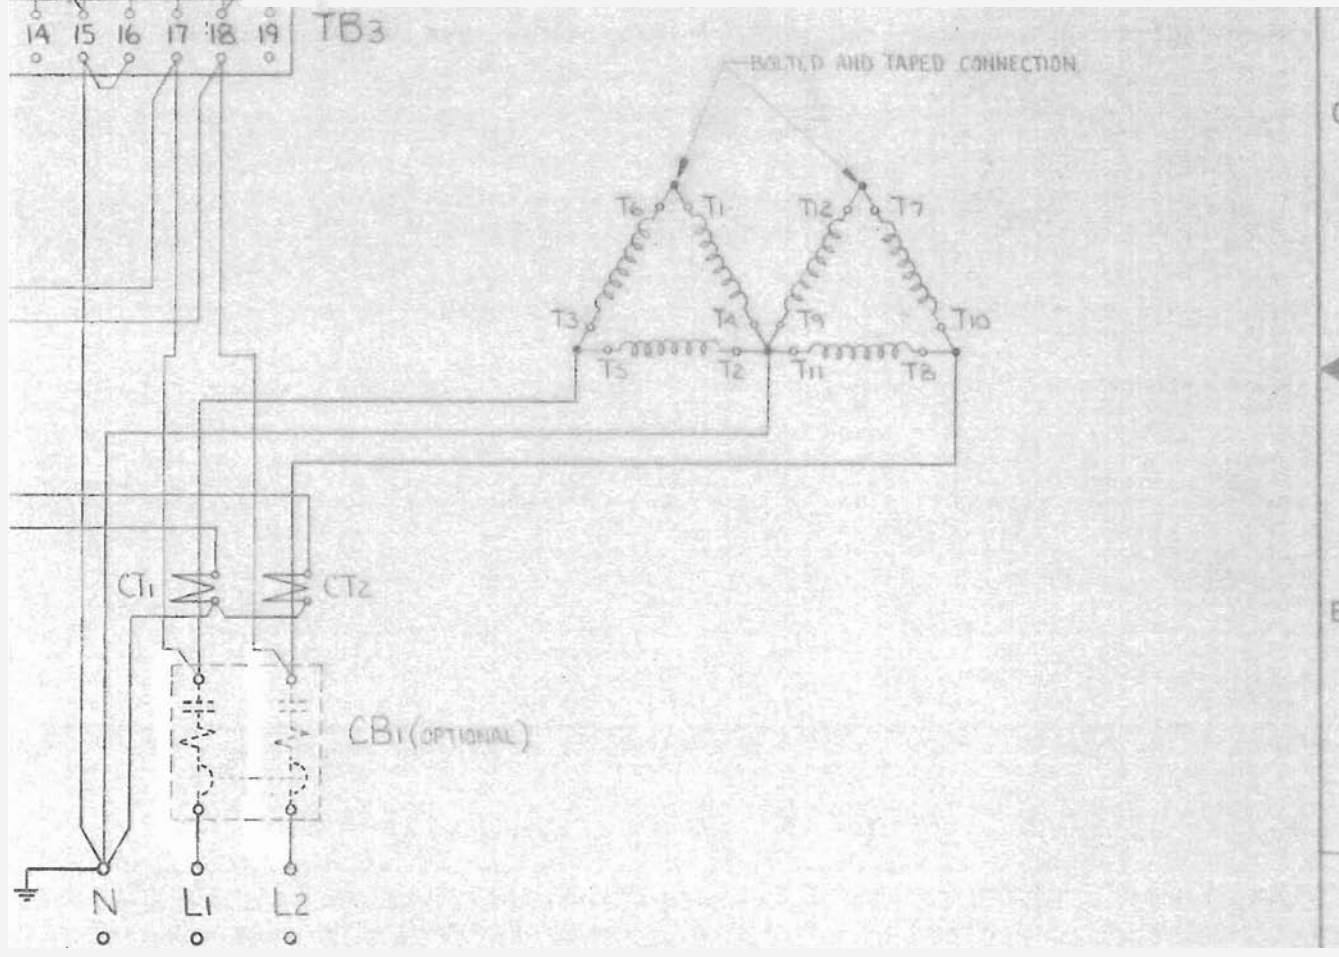 14 15 16 17 18 19 TB3
BOLTED AND TAPED CONNECTION
T6 T1 T12 T7
T3 T4 T9 T10
T5 T2 T11 T8
CT1 CT2
CB1 (OPTIONAL)
N L1 L2